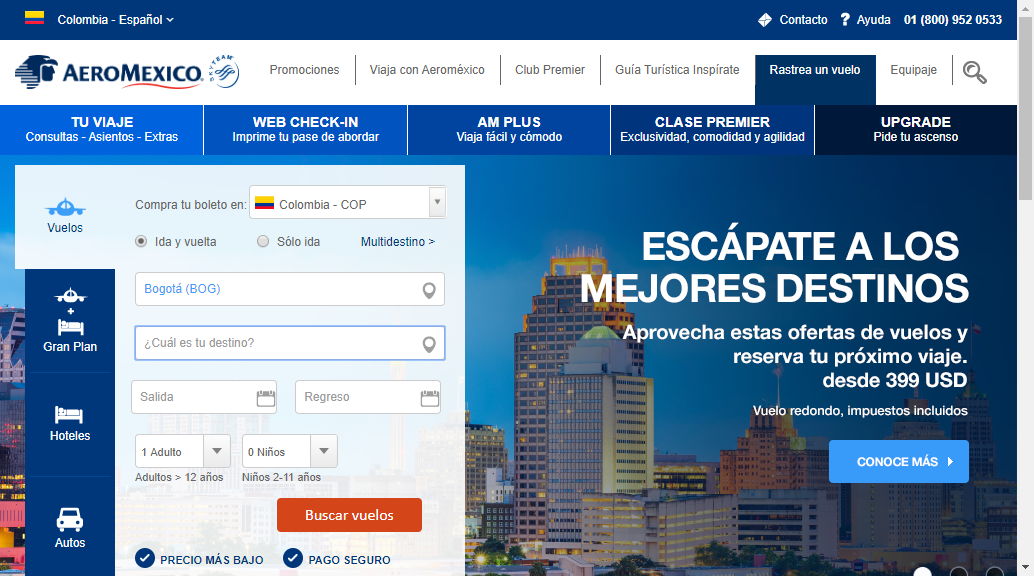 Colombia - Español
Contacto
? Ayuda
01 (800) 952 0533
AEROMEXICO.
SKYTEAM
Promociones
Viaja con Aeroméxico
Club Premier
Guía Turística Inspírate
Rastrea un vuelo
Equipaje
TU VIAJE
Consultas - Asientos - Extras
WEB CHECK-IN
Imprime tu pase de abordar
AM PLUS
Viaja fácil y cómodo
CLASE PREMIER
Exclusividad, comodidad y agilidad
UPGRADE
Pide tu ascenso
Vuelos
+
Gran Plan
Hoteles
Autos
Compra tu boleto en:
Colombia - COP
Ida y vuelta
Sólo ida
Multidestino >
Bogotá (BOG)
¿Cuál es tu destino?
Salida
Regreso
1 Adulto
0 Niños
Adultos > 12 años
Niños 2-11 años
Buscar vuelos
PRECIO MÁS BAJO
PAGO SEGURO
ESCÁPATE A LOS
MEJORES DESTINOS
Aprovecha estas ofertas de vuelos y
reserva tu próximo viaje.
desde 399 USD
Vuelo redondo, impuestos incluidos
CONOCE MÁS